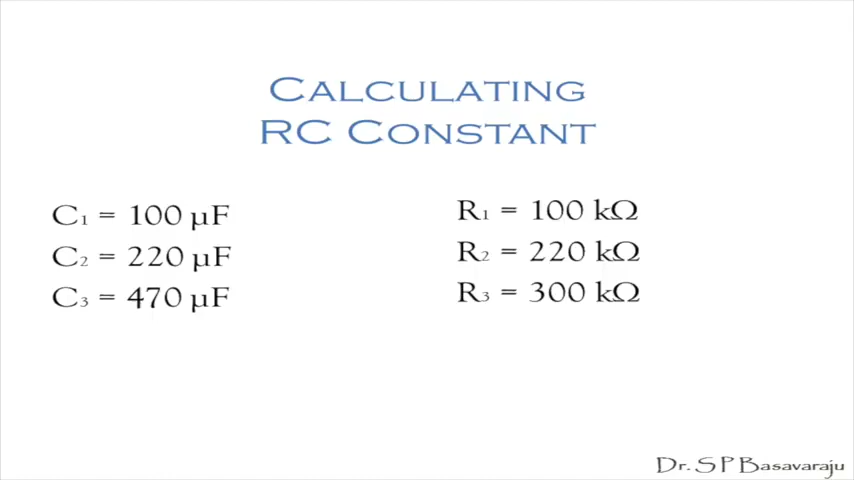 Calculating
RC Constant
C₁ = 100 µF
C₂ = 220 µF
C₃ = 470 µF
R₁ = 100 kΩ
R₂ = 220 kΩ
R₃ = 300 kΩ
Dr. S P Basavaraju